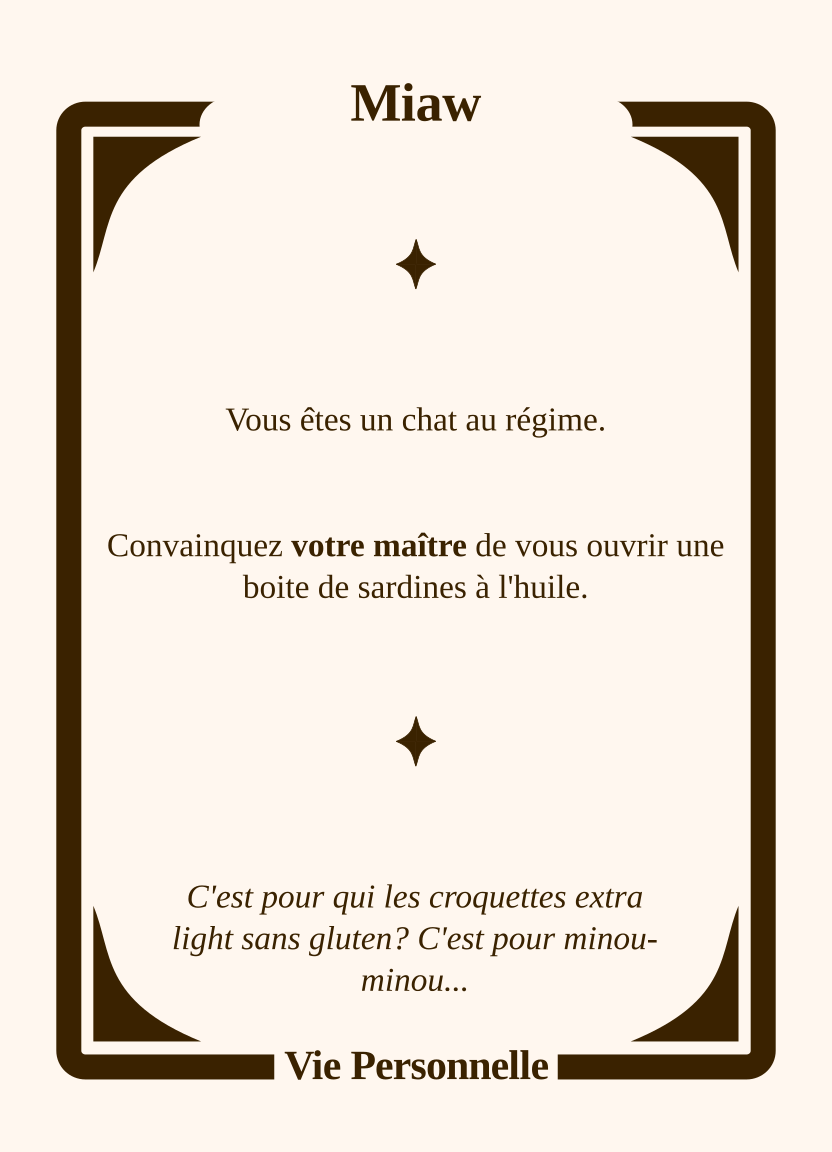 Miaw
Vous êtes un chat au régime.
Convainquez votre maître de vous ouvrir une
boite de sardines à l'huile.
C'est pour qui les croquettes extra
light sans gluten? C'est pour minou-
minou...
Vie Personnelle